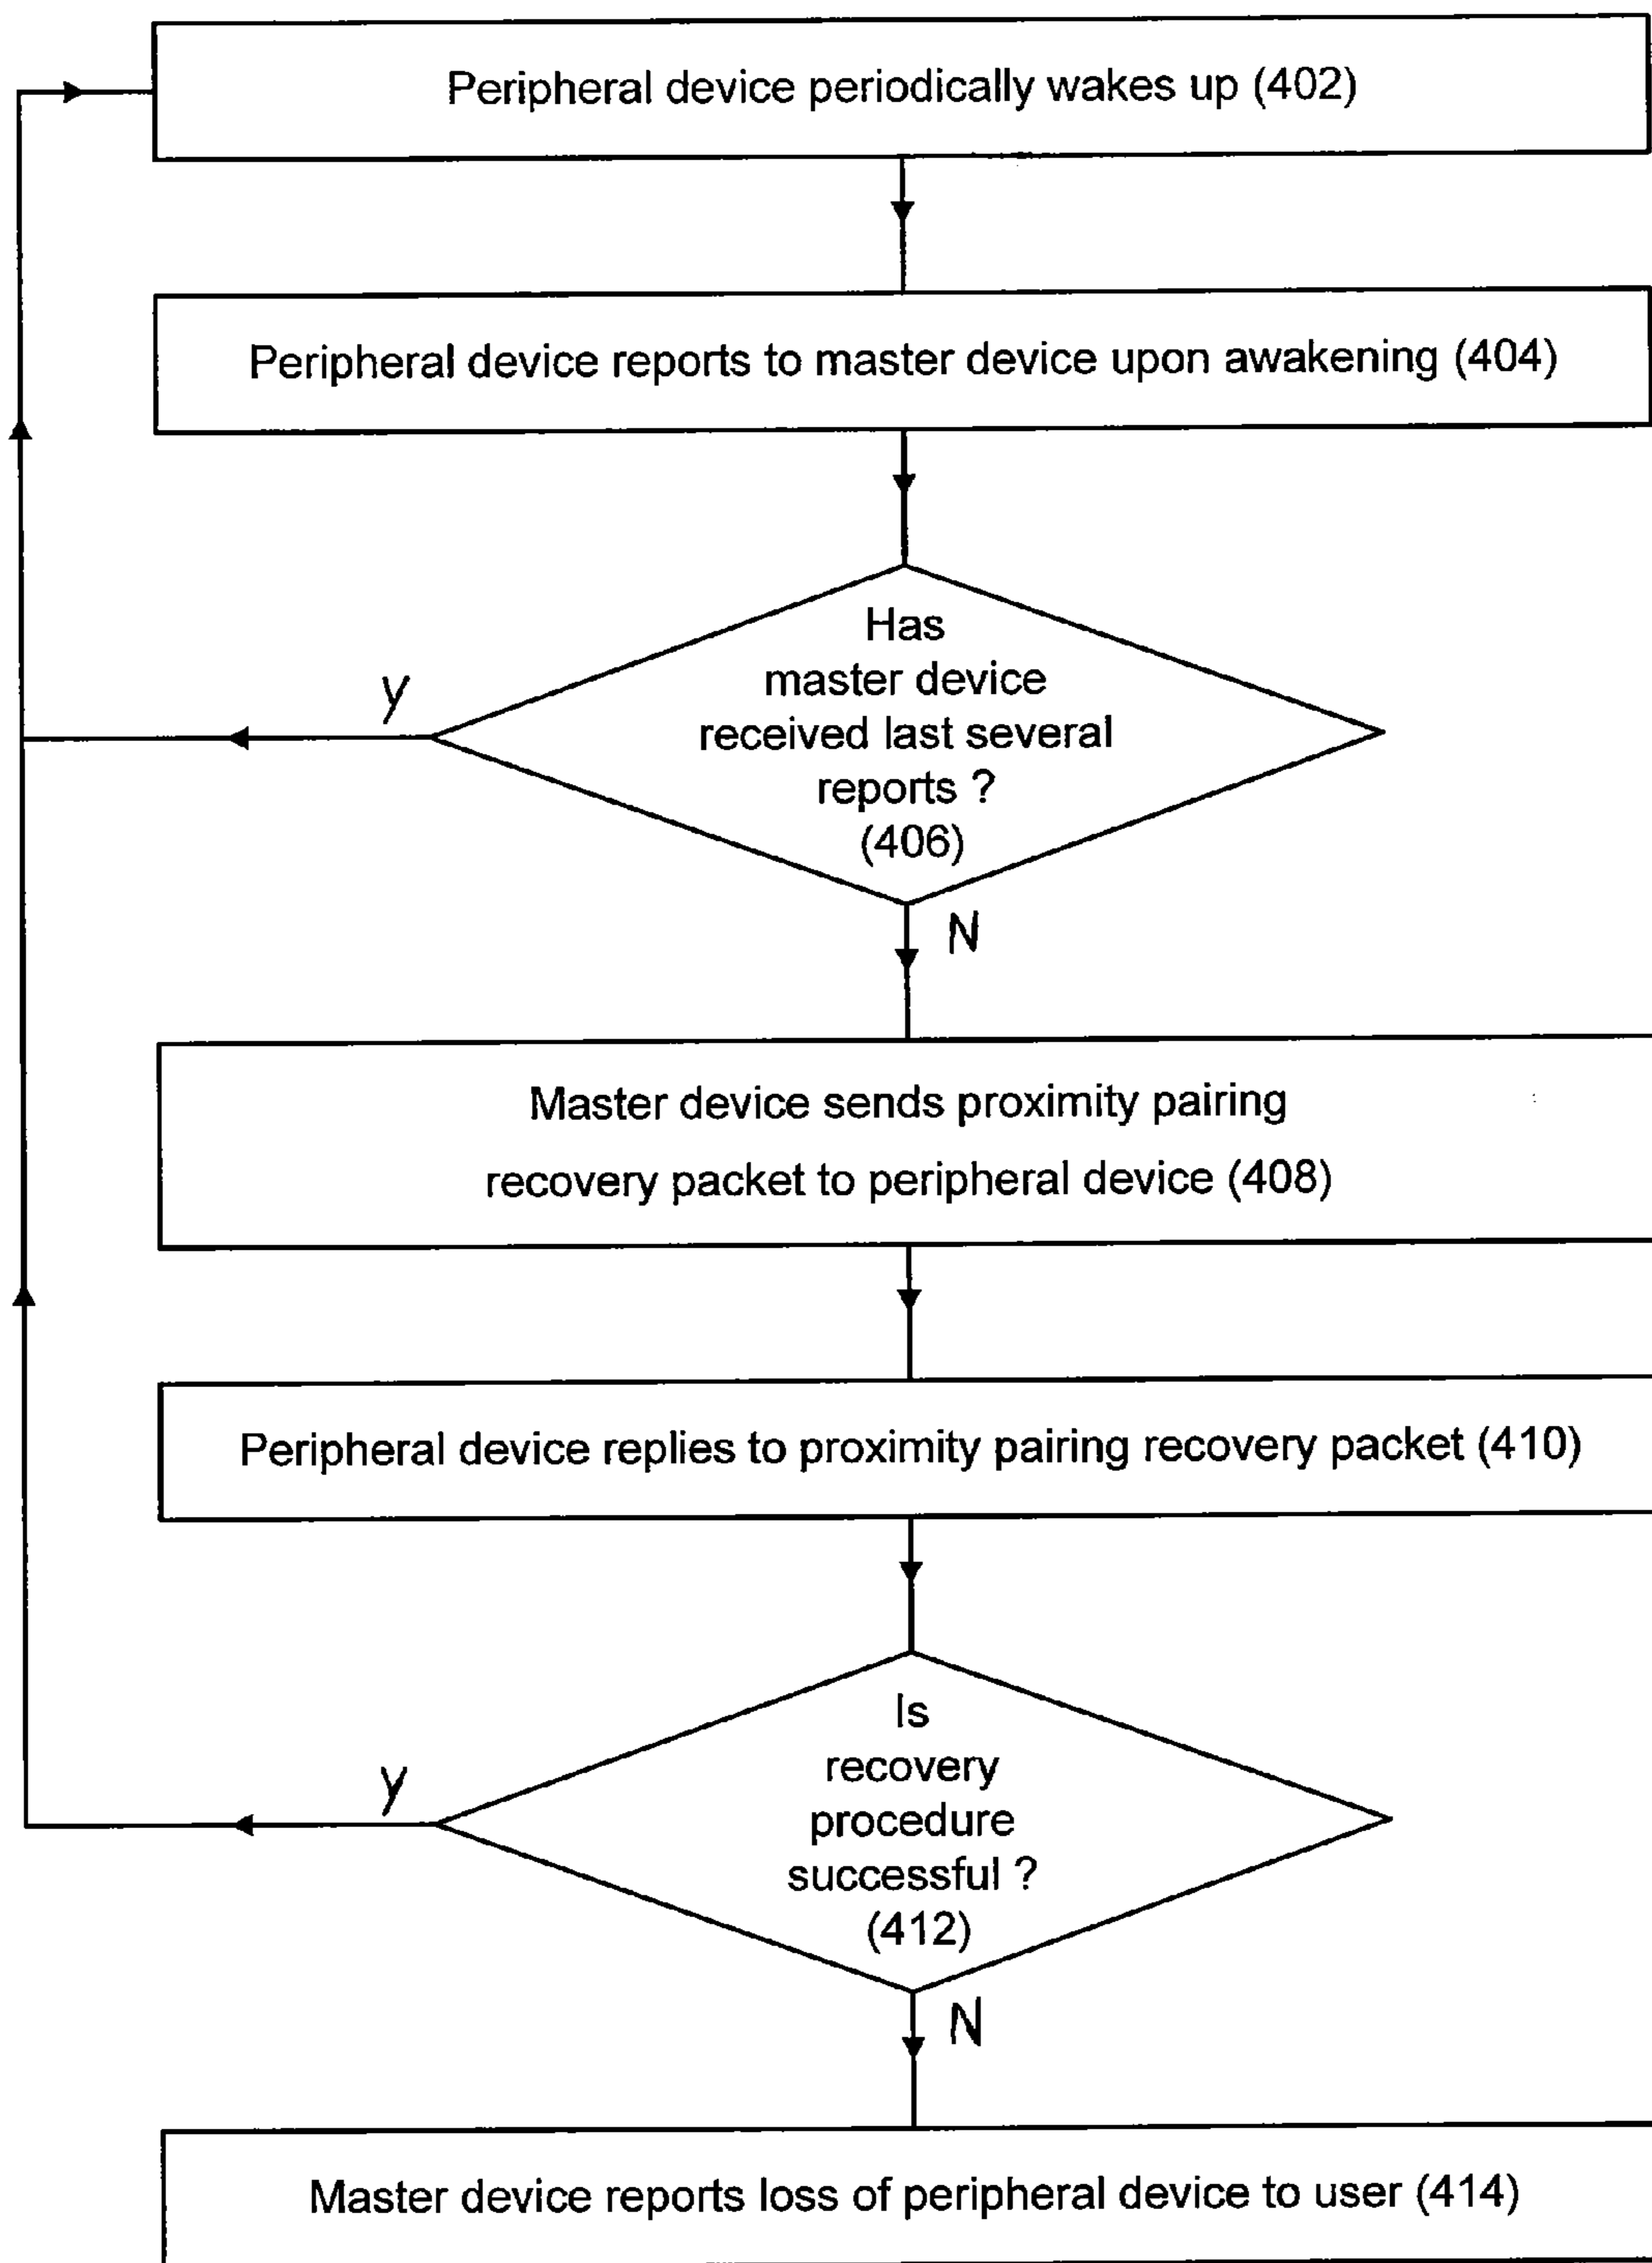 Peripheral device periodically wakes up (402)
Peripheral device reports to master device upon awakening (404)
Has
master device
received last several
reports ?
(406)
Y
N
Master device sends proximity pairing
recovery packet to peripheral device (408)
Peripheral device replies to proximity pairing recovery packet (410)
Is
recovery
procedure
successful ?
(412)
Y
N
Master device reports loss of peripheral device to user (414)